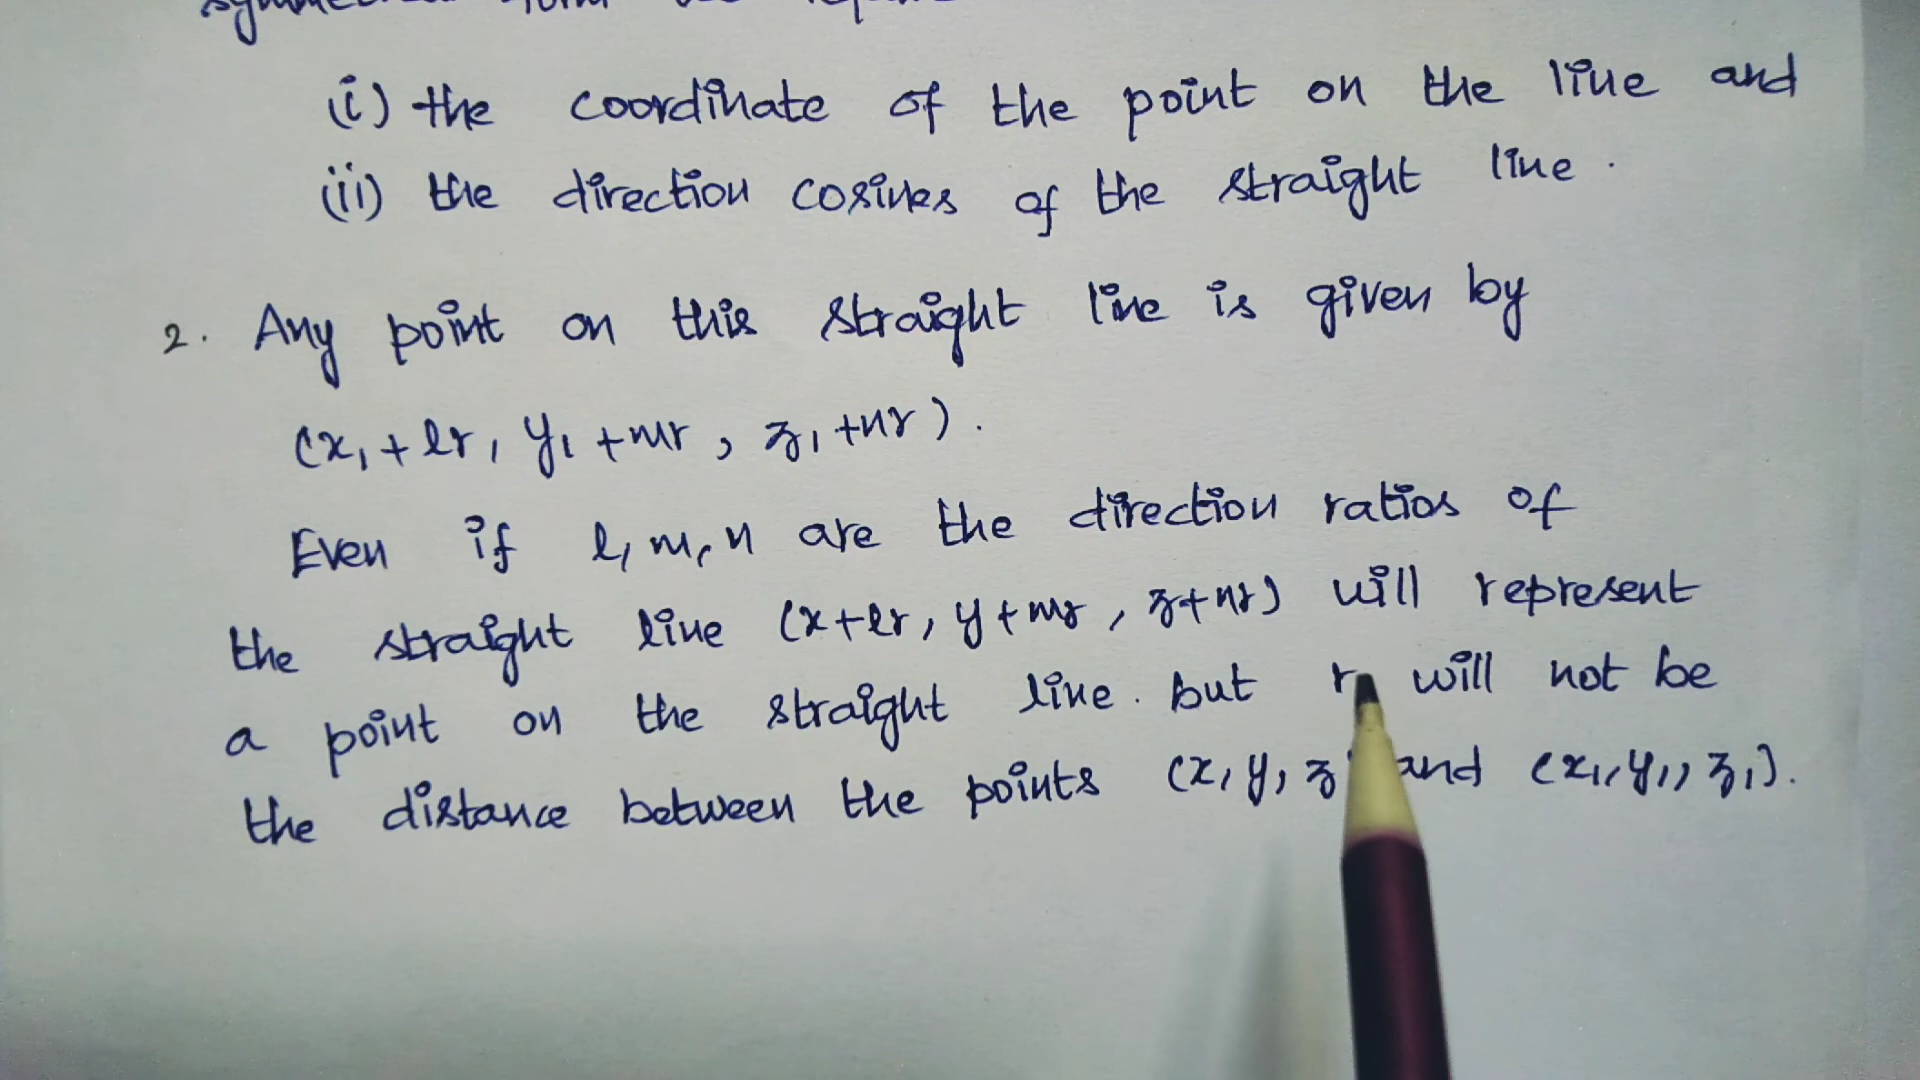 (i) the coordinate of the point on the line and
(ii) the direction cosines of the straight line.
2. Any point on this straight line is given by
(x₁+lr, y₁+mr, z₁+nr).
Even if l, m, n are the direction ratios of
the straight line (x+lr, y+mr, z+nr) will represent
a point on the straight line. but r will not be
the distance between the points (x, y, z) and (x₁, y₁, z₁).